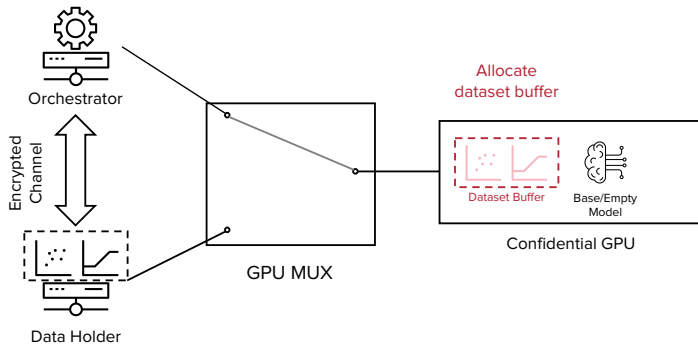 Orchestrator
Encrypted
Channel
Data Holder
GPU MUX
Allocate
dataset buffer
Dataset Buffer
Base/Empty
Model
Confidential GPU